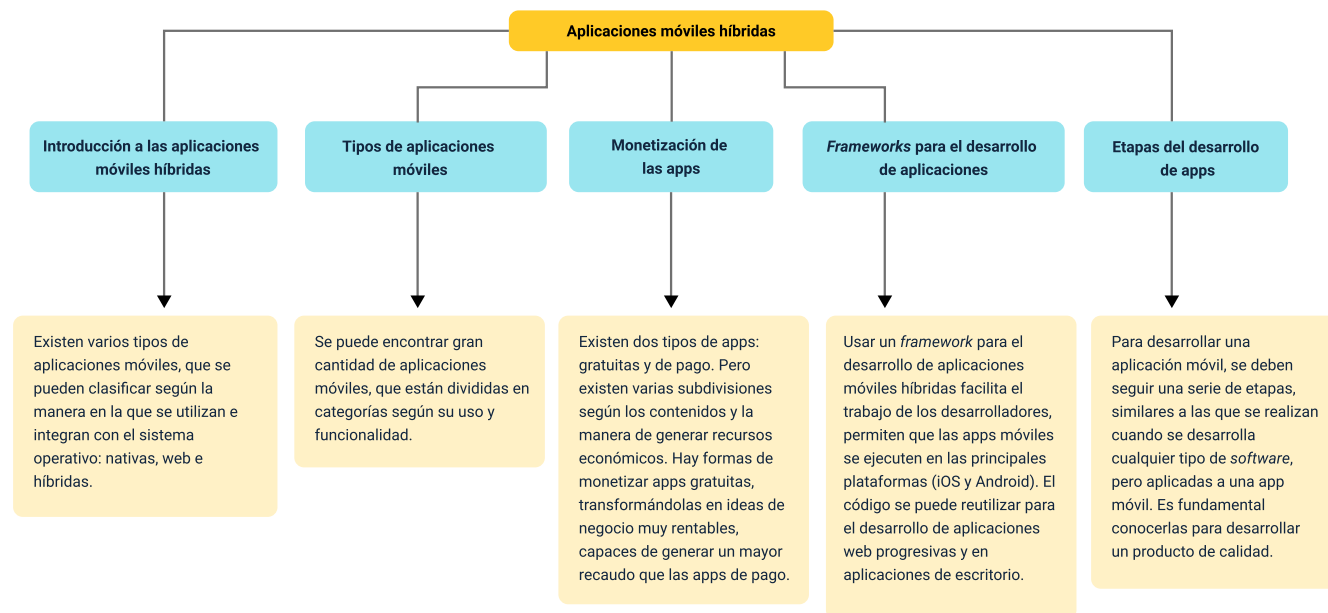 Aplicaciones móviles híbridas
Introducción a las aplicaciones
móviles híbridas
Tipos de aplicaciones
móviles
Monetización de
las apps
Frameworks para el desarrollo
de aplicaciones
Etapas del desarrollo
de apps
Existen varios tipos de
aplicaciones móviles, que se
pueden clasificar según la
manera en la que se utilizan e
integran con el sistema
operativo: nativas, web e
híbridas.
Se puede encontrar gran
cantidad de aplicaciones
móviles, que están divididas en
categorías según su uso y
funcionalidad.
Existen dos tipos de apps:
gratuitas y de pago. Pero
existen varias subdivisiones
según los contenidos y la
manera de generar recursos
económicos. Hay formas de
monetizar apps gratuitas,
transformándolas en ideas de
negocio muy rentables,
capaces de generar un mayor
recaudo que las apps de pago.
Usar un framework para el
desarrollo de aplicaciones
móviles híbridas facilita el
trabajo de los desarrolladores,
permiten que las apps móviles
se ejecuten en las principales
plataformas (iOS y Android). El
código se puede reutilizar para
el desarrollo de aplicaciones
web progresivas y en
aplicaciones de escritorio.
Para desarrollar una
aplicación móvil, se deben
seguir una serie de etapas,
similares a las que se realizan
cuando se desarrolla
cualquier tipo de software,
pero aplicadas a una app
móvil. Es fundamental
conocerlas para desarrollar
un producto de calidad.